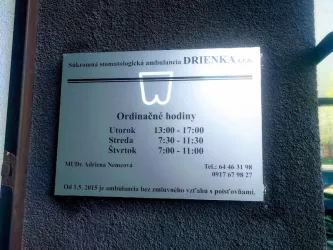 Súkromná stomatologická ambulancia DRIENKA s.r.o.
Ordinačné hodiny
Utorok 13:00 - 17:00
Streda 7:30 - 11:30
Štvrtok 7:00 - 11:00
MUDr. Adriena Nemcová Tel.: 64 46 31 98
0917 67 98 27
Od 1.5. 2015 je ambulancia bez zmluvného vzťahu s poisťovňami.